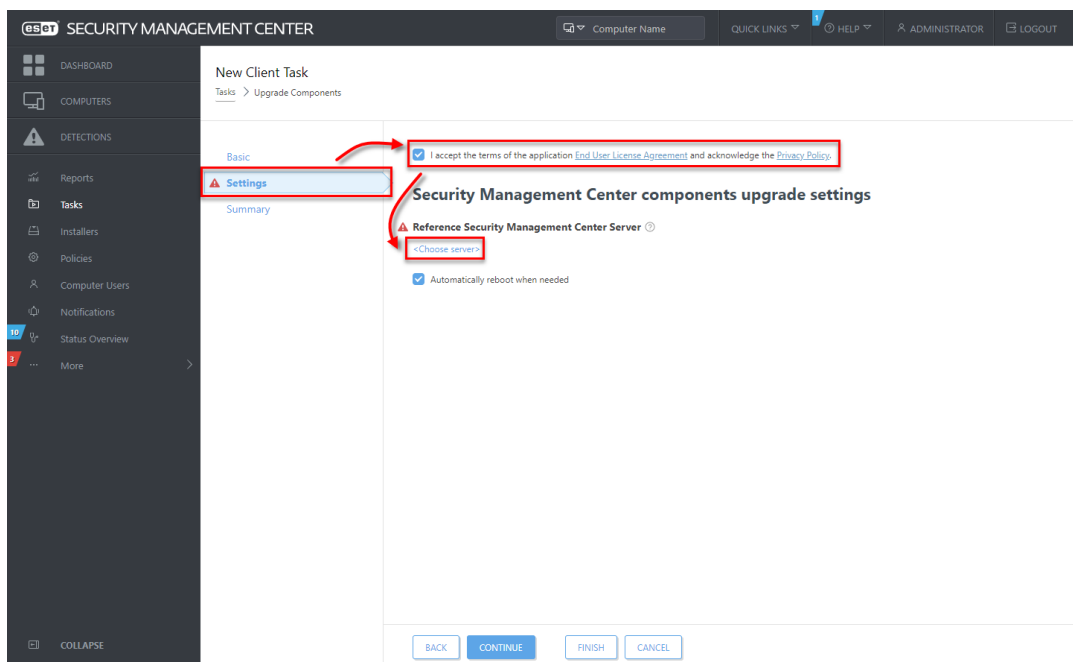 eset SECURITY MANAGEMENT CENTER
Computer Name
QUICK LINKS
1
HELP
ADMINISTRATOR
LOGOUT
DASHBOARD
COMPUTERS
DETECTIONS
Reports
Tasks
Installers
Policies
Computer Users
Notifications
10
Status Overview
3
More
COLLAPSE
New Client Task
Tasks > Upgrade Components
Basic
Settings
Summary
I accept the terms of the application End User License Agreement and acknowledge the Privacy Policy.
Security Management Center components upgrade settings
Reference Security Management Center Server
<Choose server>
Automatically reboot when needed
BACK
CONTINUE
FINISH
CANCEL